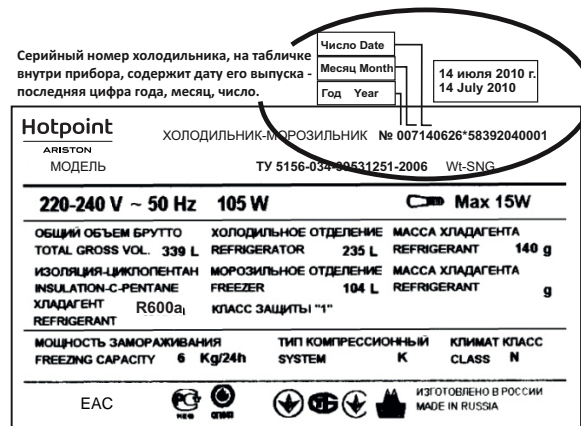 Серийный номер холодильника, на табличке
внутри прибора, содержит дату его выпуска -
последняя цифра года, месяц, число.
Число Date
Месяц Month
Год Year
14 июля 2010 г.
14 July 2010
Hotpoint
ARISTON
ХОЛОДИЛЬНИК-МОРОЗИЛЬНИК № 007140626*58392040001
МОДЕЛЬ ТУ 5156-034-39531251-2006 Wt-SNG
220-240 V ~ 50 Hz 105 W Max 15W
ОБЩИЙ ОБЪЕМ БРУТТО ХОЛОДИЛЬНОЕ ОТДЕЛЕНИЕ МАССА ХЛАДАГЕНТА
TOTAL GROSS VOL. 339 L REFRIGERATOR 235 L REFRIGERANT 140 g
ИЗОЛЯЦИЯ-ЦИКЛОПЕНТАН МОРОЗИЛЬНОЕ ОТДЕЛЕНИЕ МАССА ХЛАДАГЕНТА
INSULATION-C-PENTANE FREEZER 104 L REFRIGERANT g
ХЛАДАГЕНТ R600a КЛАСС ЗАЩИТЫ "1"
REFRIGERANT
МОЩНОСТЬ ЗАМОРАЖИВАНИЯ ТИП КОМПРЕССИОННЫЙ КЛИМАТ КЛАСС
FREEZING CAPACITY 6 Kg/24h SYSTEM K CLASS N
EAC
ИЗГОТОВЛЕНО В РОССИИ
MADE IN RUSSIA